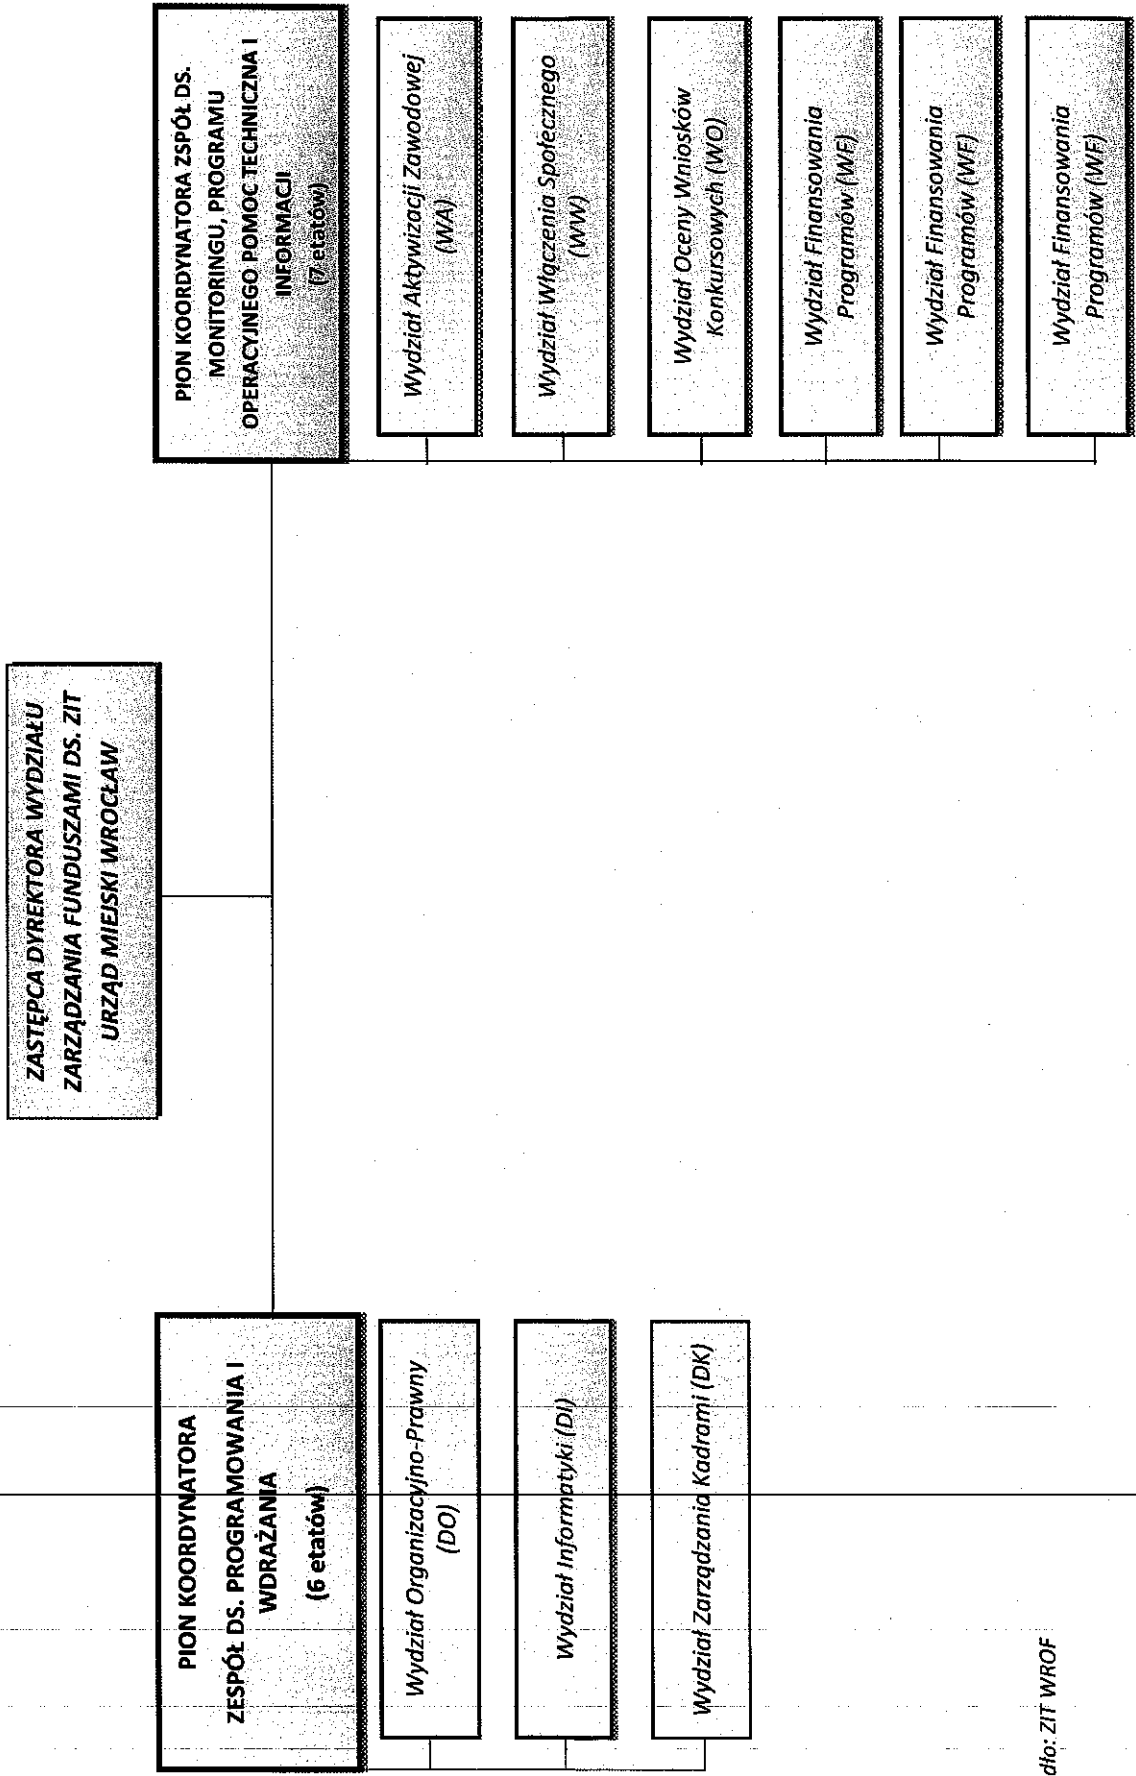 ZASTĘPCA DYREKTORA WYDZIAŁU
ZARZĄDZANIA FUNDUSZAMI DS. ZIT
URZĄD MIEJSKI WROCŁAW
PION KOORDYNATORA
ZESPÓŁ DS. PROGRAMOWANIA I
WDRAŻANIA
(6 etatów)
Wydział Organizacyjno-Prawny
(DO)
Wydział Informatyki (DI)
Wydział Zarządzania Kadrami (DK)
PION KOORDYNATORA ZSPÓŁ DS.
MONITORINGU, PROGRAMU
OPERACYJNEGO POMOC TECHNICZNA I
INFORMACJI
(7 etatów)
Wydział Aktywizacji Zawodowej
(WA)
Wydział Włączenia Społecznego
(WW)
Wydział Oceny Wniosków
Konkursowych (WO)
Wydział Finansowania
Programów (WF)
Wydział Finansowania
Programów (WF)
Wydział Finansowania
Programów (WF)
dło: ZIT WROF